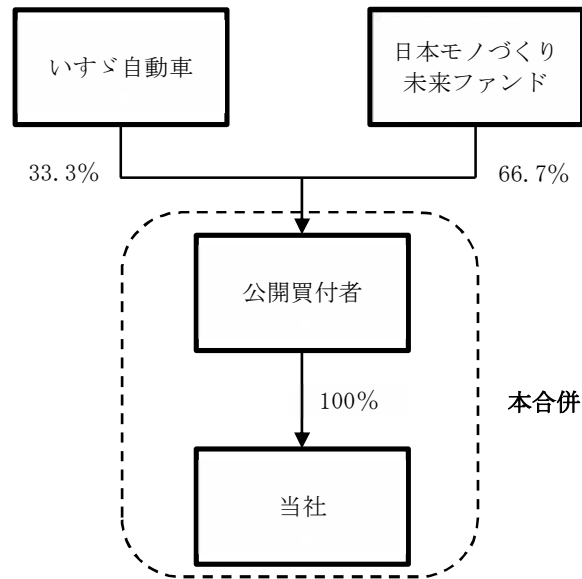 いすゞ自動車
日本モノづくり
未来ファンド
33.3%
66.7%
公開買付者
100%
本合併
当社